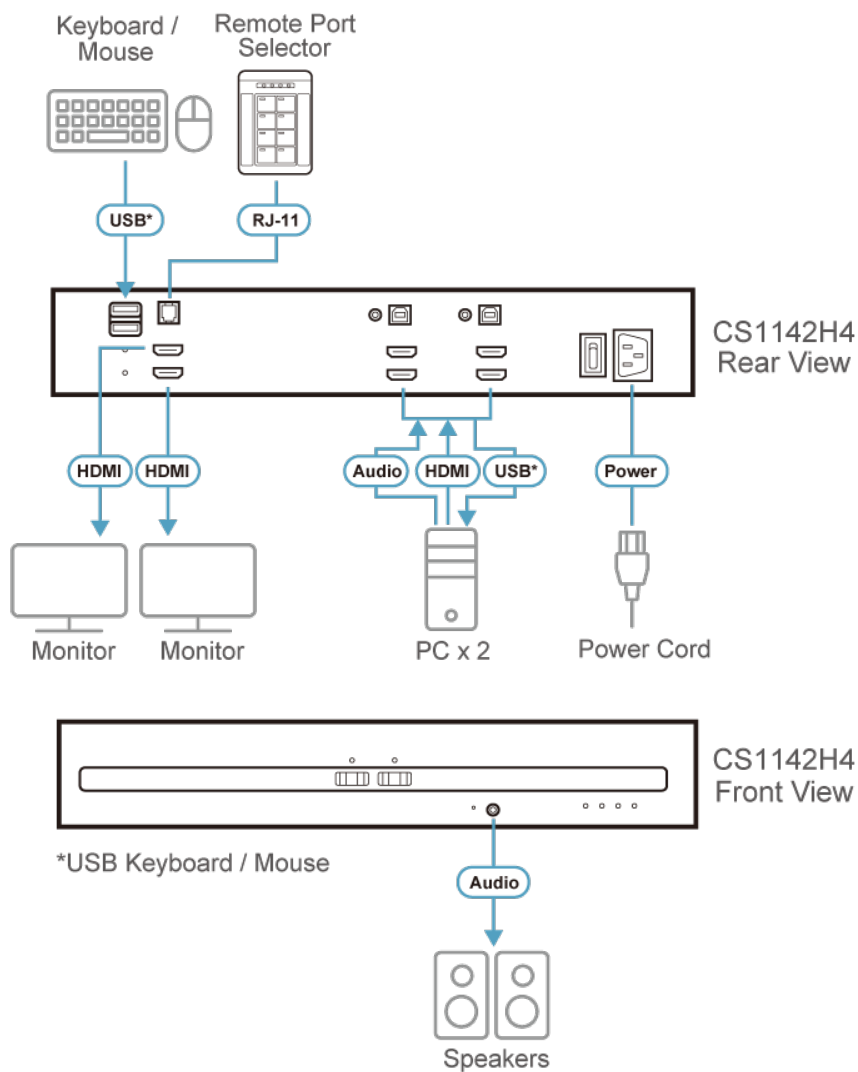 Keyboard /
Mouse
Remote Port
Selector
USB*
RJ-11
CS1142H4
Rear View
HDMI
HDMI
Audio
HDMI
USB*
Power
Monitor
Monitor
PC x 2
Power Cord
CS1142H4
Front View
*USB Keyboard / Mouse
Audio
Speakers